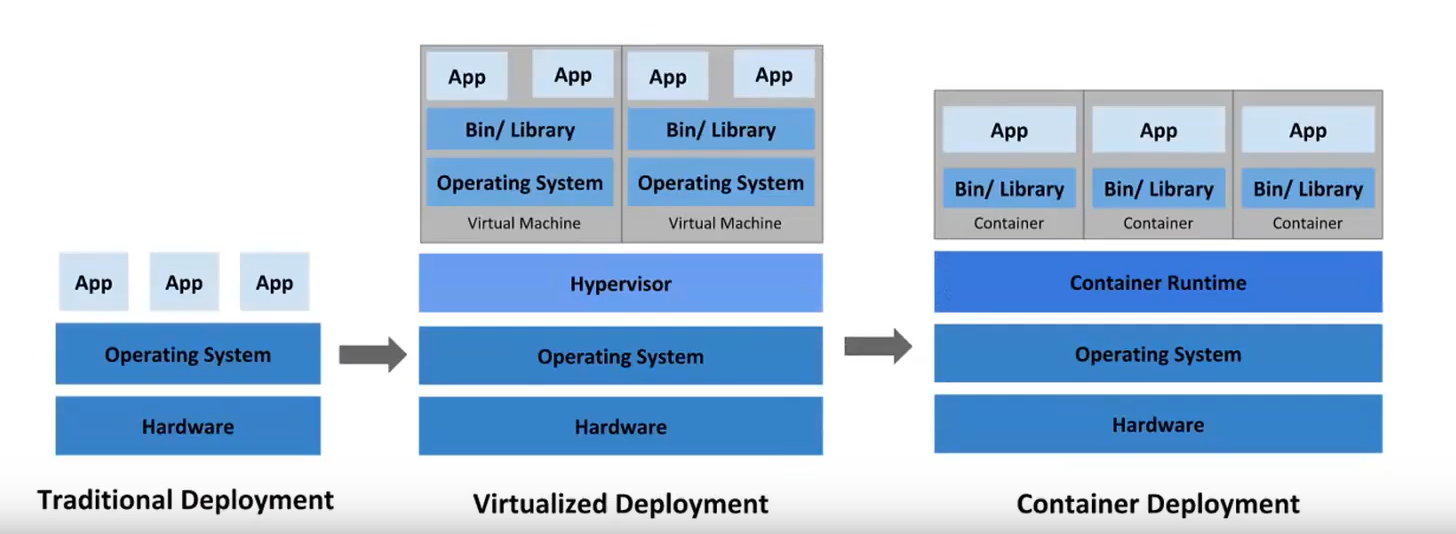 App
App
App
Operating System
Hardware
Traditional Deployment
App
App
Bin/ Library
Operating System
Virtual Machine
App
App
Bin/ Library
Operating System
Virtual Machine
Hypervisor
Operating System
Hardware
Virtualized Deployment
App
Bin/ Library
Container
App
Bin/ Library
Container
App
Bin/ Library
Container
Container Runtime
Operating System
Hardware
Container Deployment